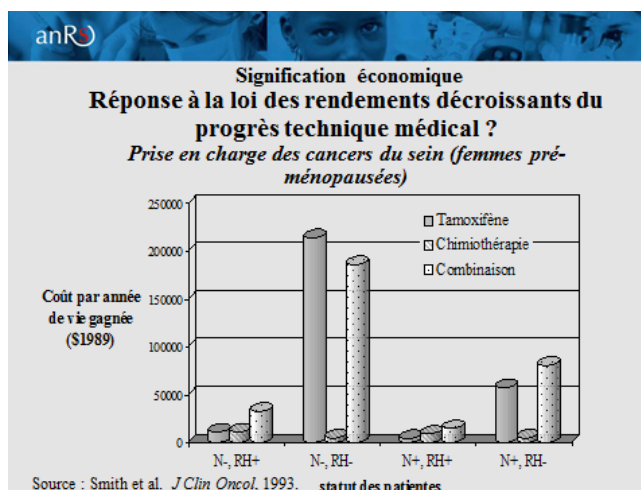 anRS
Signification économique
Réponse à la loi des rendements décroissants du
progrès technique médical ?
Prise en charge des cancers du sein (femmes pré-
ménopausées)
250000
200000
150000
100000
50000
0
Coût par année
de vie gagnée
($1989)
Tamoxifène
Chimiothérapie
Combinaison
N-, RH+
N-, RH-
N+, RH+
N+, RH-
Source : Smith et al. J Clin Oncol, 1993.
statut des patientes